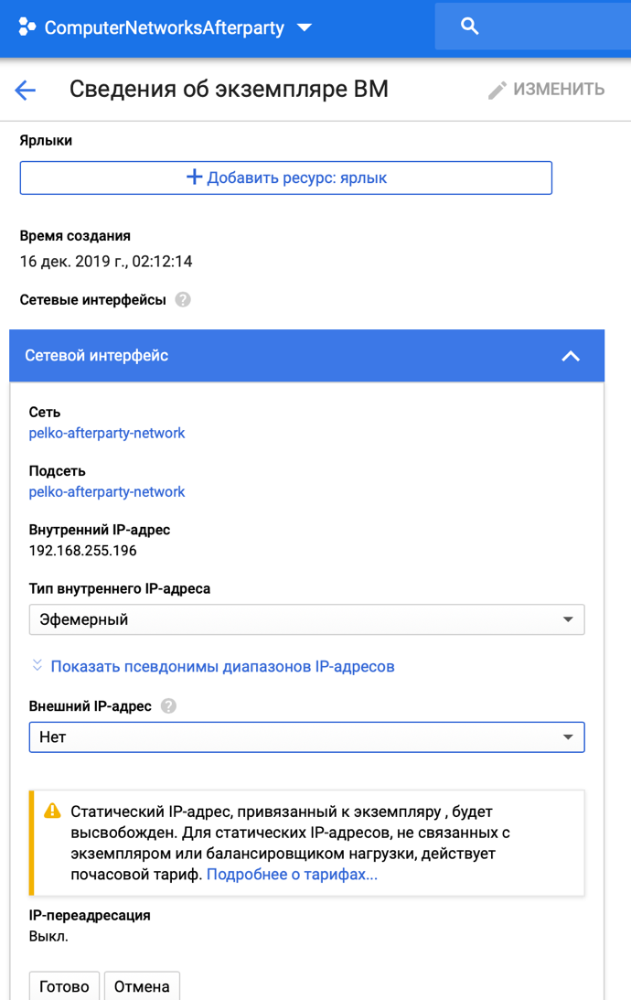 ComputerNetworksAfterparty
Сведения об экземпляре ВМ
ИЗМЕНИТЬ
Ярлыки
+ Добавить ресурс: ярлык
Время создания
16 дек. 2019 г., 02:12:14
Сетевые интерфейсы ?
Сетевой интерфейс
Сеть
pelko-afterparty-network
Подсеть
pelko-afterparty-network
Внутренний IP-адрес
192.168.255.196
Тип внутреннего IP-адреса
Эфемерный
Показать псевдонимы диапазонов IP-адресов
Внешний IP-адрес ?
Нет
Статический IP-адрес, привязанный к экземпляру , будет
высвобожден. Для статических IP-адресов, не связанных с
экземпляром или балансировщиком нагрузки, действует
почасовой тариф. Подробнее о тарифах...
IP-переадресация
Выкл.
Готово
Отмена